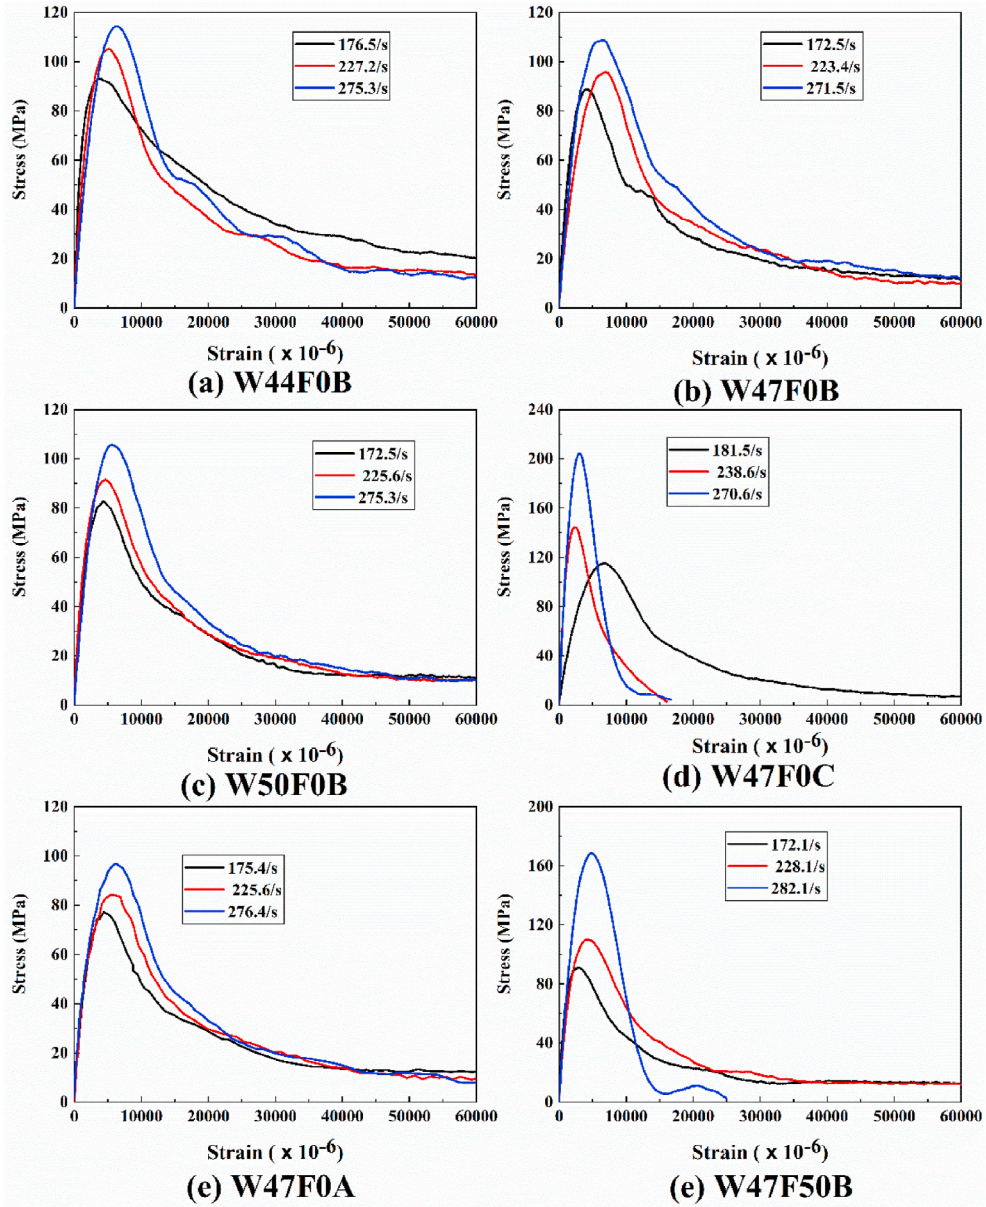 120
100
80
60
40
20
0
Stress (MPa)
176.5/s
227.2/s
275.3/s
0 10000 20000 30000 40000 50000 60000
Strain ( x 10-6)
(a) W44F0B
120
100
80
60
40
20
0
Stress (MPa)
172.5/s
223.4/s
271.5/s
0 10000 20000 30000 40000 50000 60000
Strain ( x 10-6)
(b) W47F0B
120
100
80
60
40
20
0
Stress (MPa)
172.5/s
225.6/s
275.3/s
0 10000 20000 30000 40000 50000 60000
Strain ( x 10-6)
(c) W50F0B
240
200
160
120
80
40
0
Stress (MPa)
181.5/s
238.6/s
270.6/s
0 10000 20000 30000 40000 50000 60000
Strain ( x 10-6)
(d) W47F0C
120
100
80
60
40
20
0
Stress (MPa)
175.4/s
225.6/s
276.4/s
0 10000 20000 30000 40000 50000 60000
Strain ( x 10-6)
(e) W47F0A
200
160
120
80
40
0
Stress (MPa)
172.1/s
228.1/s
282.1/s
0 10000 20000 30000 40000 50000 60000
Strain ( x 10-6)
(e) W47F50B